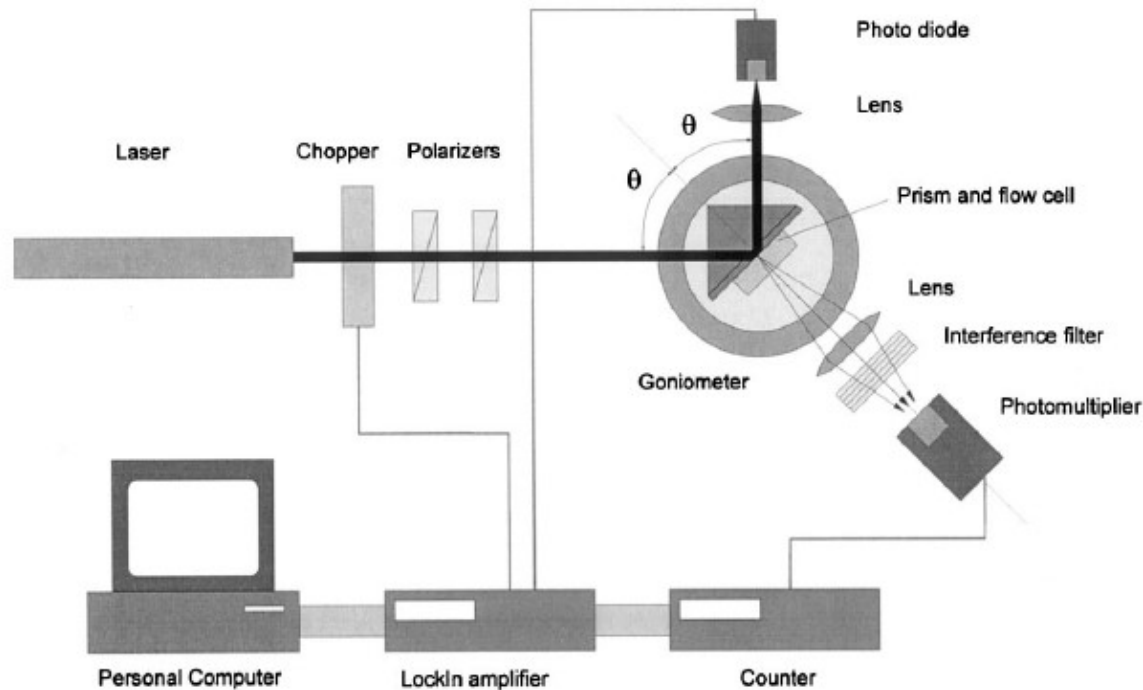 Photo diode
Lens
θ
Laser
Chopper
Polarizers
θ
Prism and flow cell
Lens
Interference filter
Goniometer
Photomultiplier
Personal Computer
LockIn amplifier
Counter